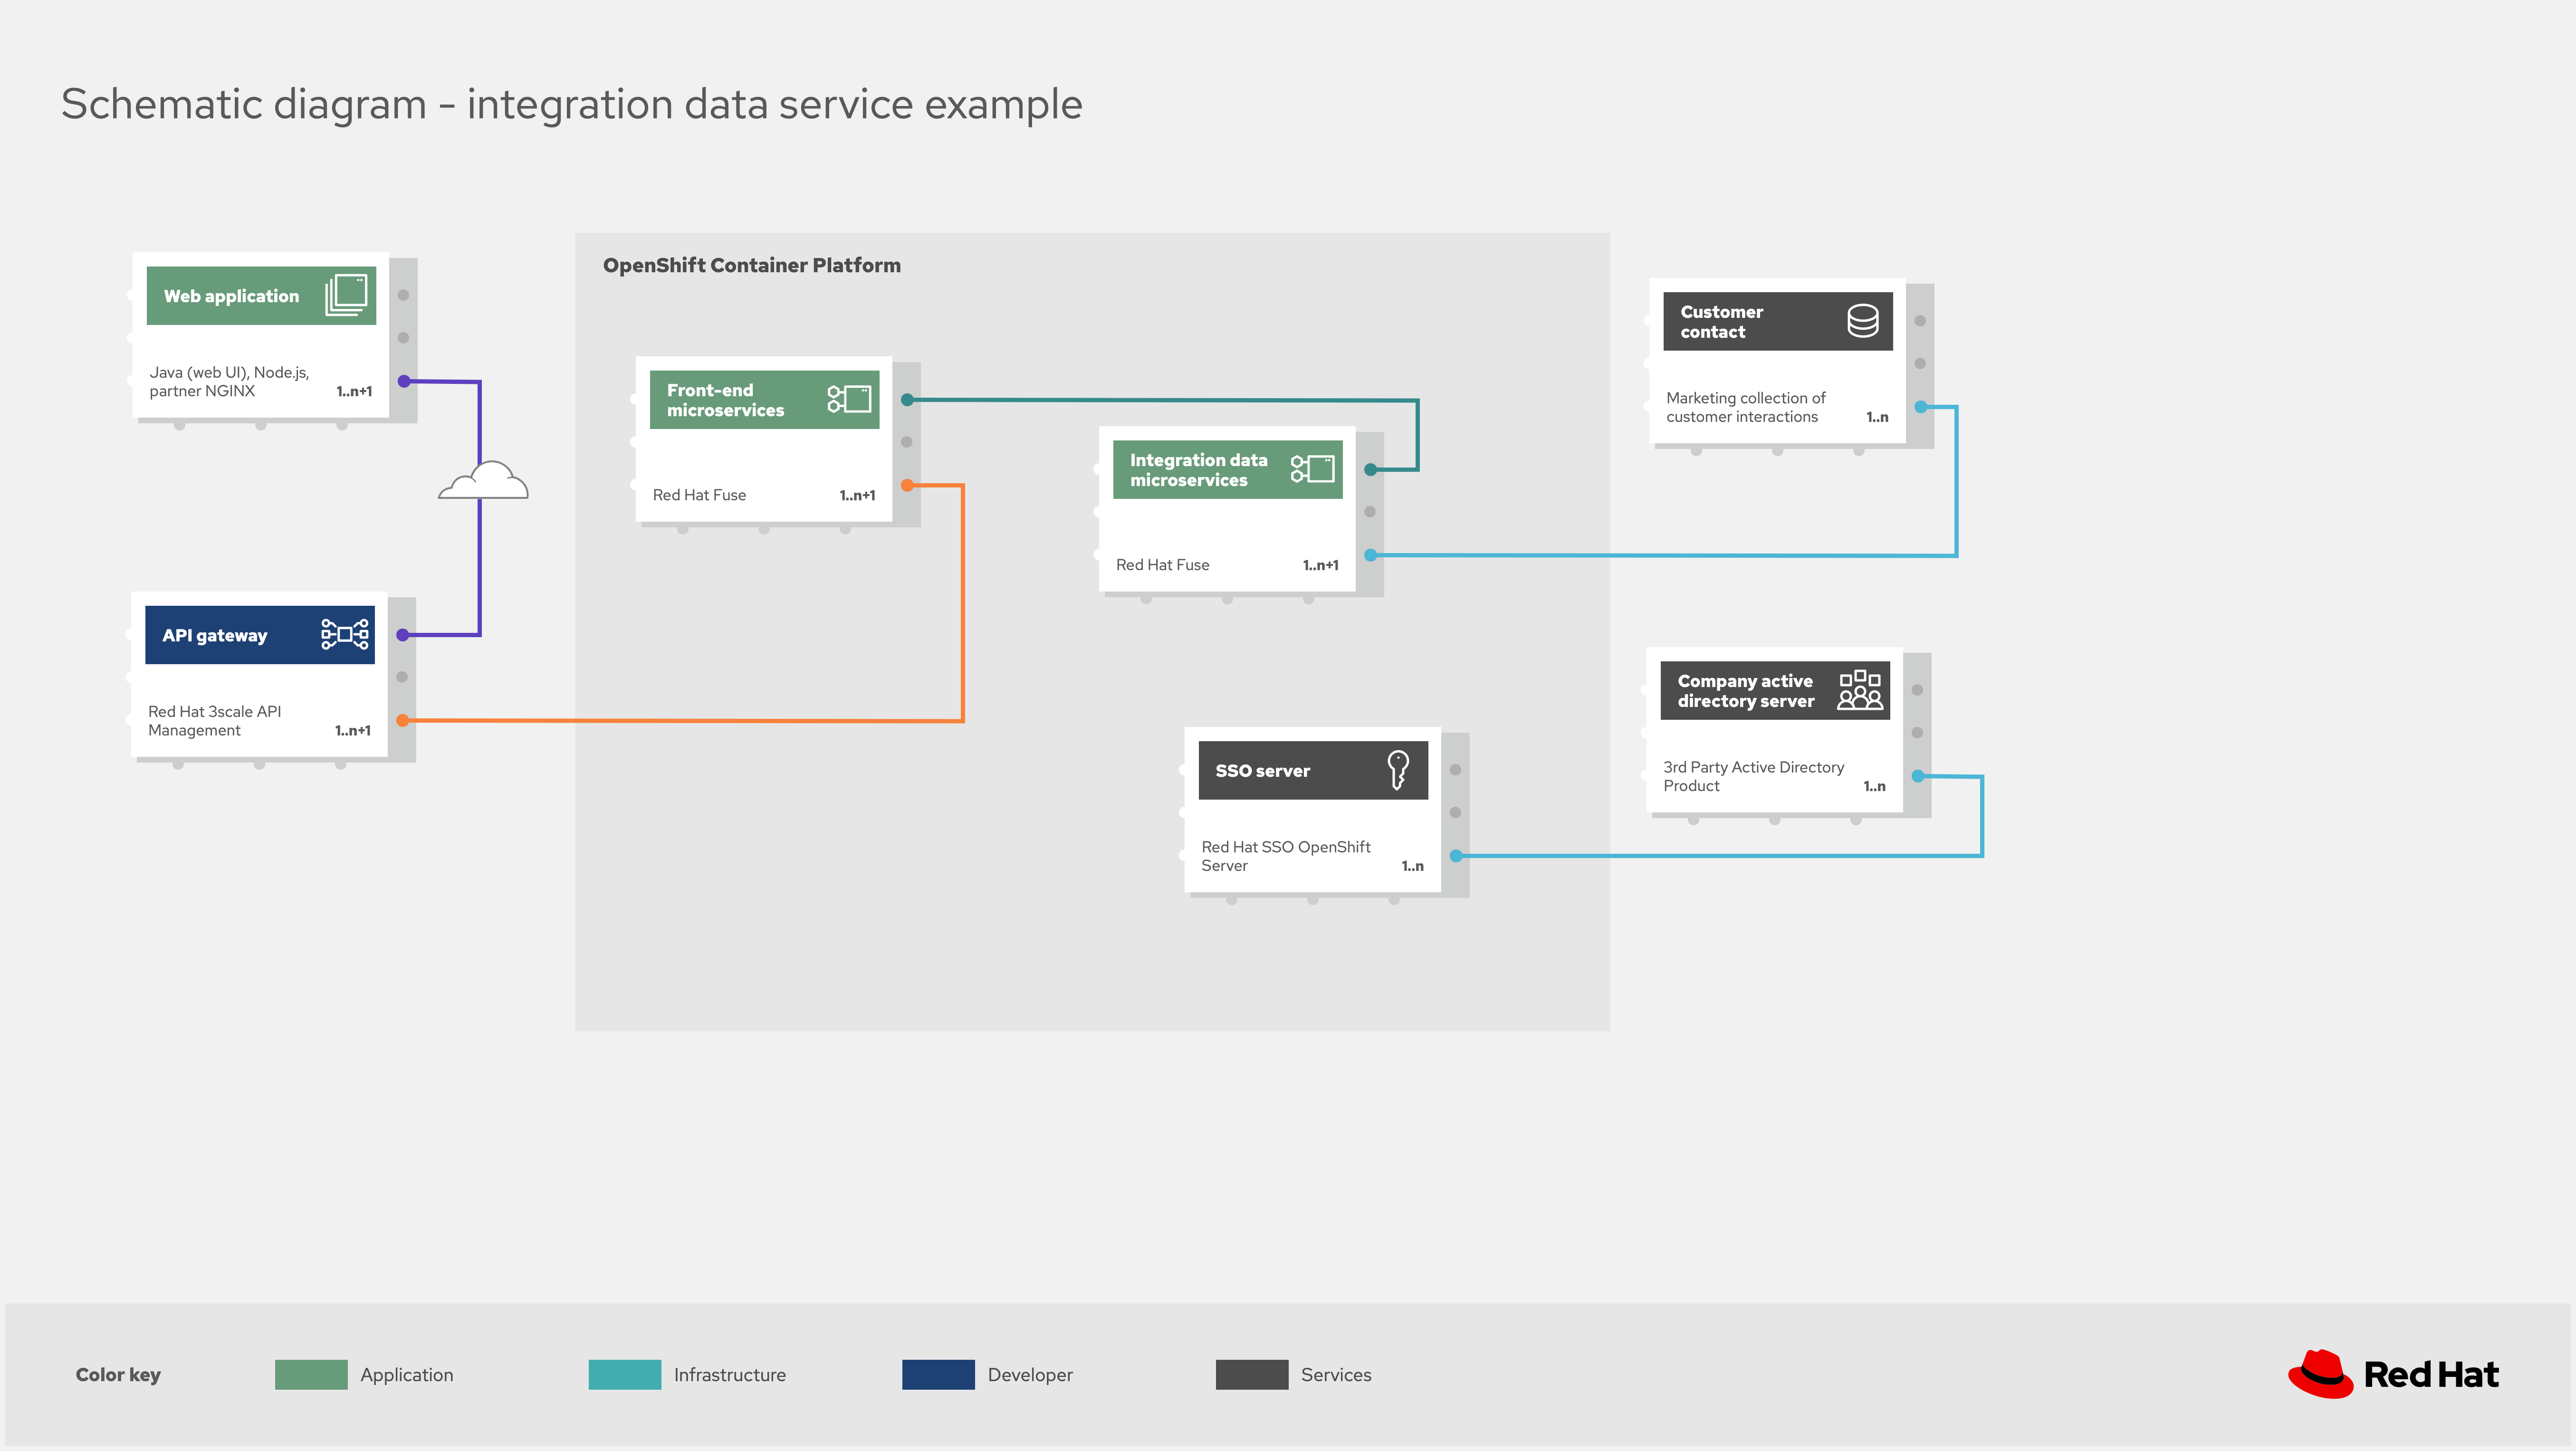 Schematic diagram - integration data service example
OpenShift Container Platform
Web application
Java (web UI), Node.js,
partner NGINX
1..n+1
API gateway
Red Hat 3scale API
Management
1..n+1
Front-end
microservices
Red Hat Fuse
1..n+1
Integration data
microservices
Red Hat Fuse
1..n+1
SSO server
Red Hat SSO OpenShift
Server
1..n
Customer
contact
Marketing collection of
customer interactions
1..n
Company active
directory server
3rd Party Active Directory
Product
1..n
Color key
Application
Infrastructure
Developer
Services
Red Hat